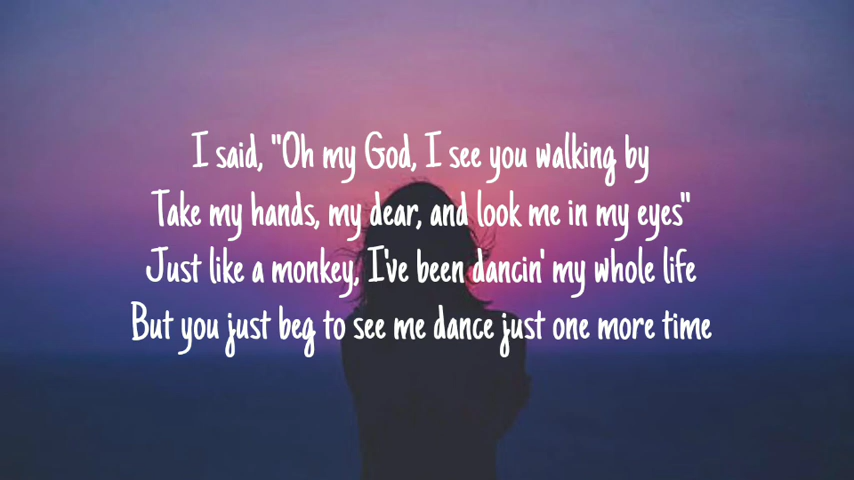 I said, "Oh my God, I see you walking by
Take my hands, my dear, and look me in my eyes"
Just like a monkey, I've been dancin' my whole life
But you just beg to see me dance just one more time